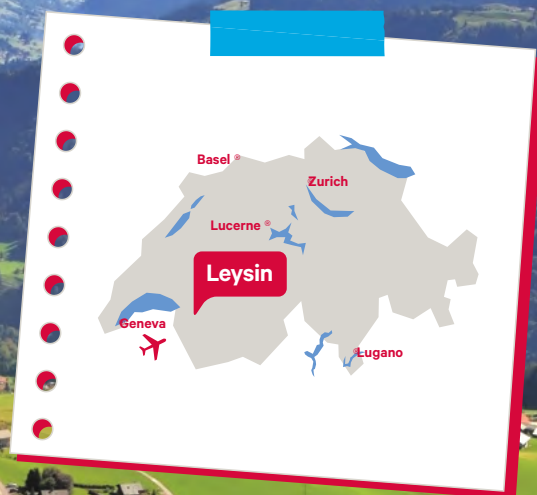 Basel
Zurich
Lucerne
Leysin
Geneva
Lugano